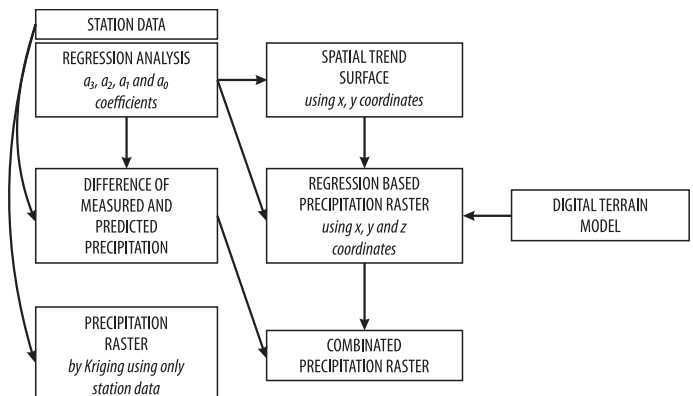 STATION DATA
REGRESSION ANALYSIS
a3, a2, a1 and a0
coefficients
SPATIAL TREND
SURFACE
using x, y coordinates
DIFFERENCE OF
MEASURED AND
PREDICTED
PRECIPITATION
REGRESSION BASED
PRECIPITATION RASTER
using x, y and z
coordinates
DIGITAL TERRAIN
MODEL
PRECIPITATION
RASTER
by Kriging using only
station data
COMBINATED
PRECIPITATION RASTER